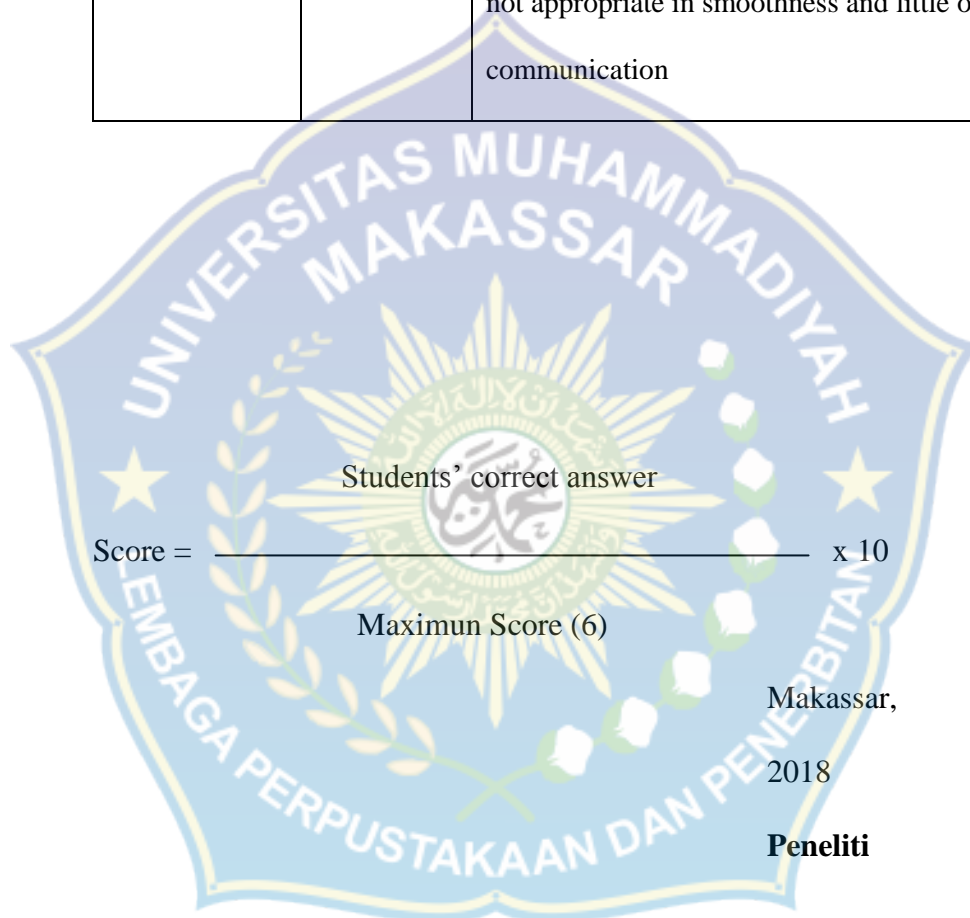 not appropriate in smoothness and little o
communication
UNIVERSITAS MUHAMMADIYAH
MAKASSAR
Students’ correct answer
Score = x 10
Maximun Score (6)
Makassar,
2018
Peneliti
LEMBAGA PERPUSTAKAAN DAN PENERBITAN